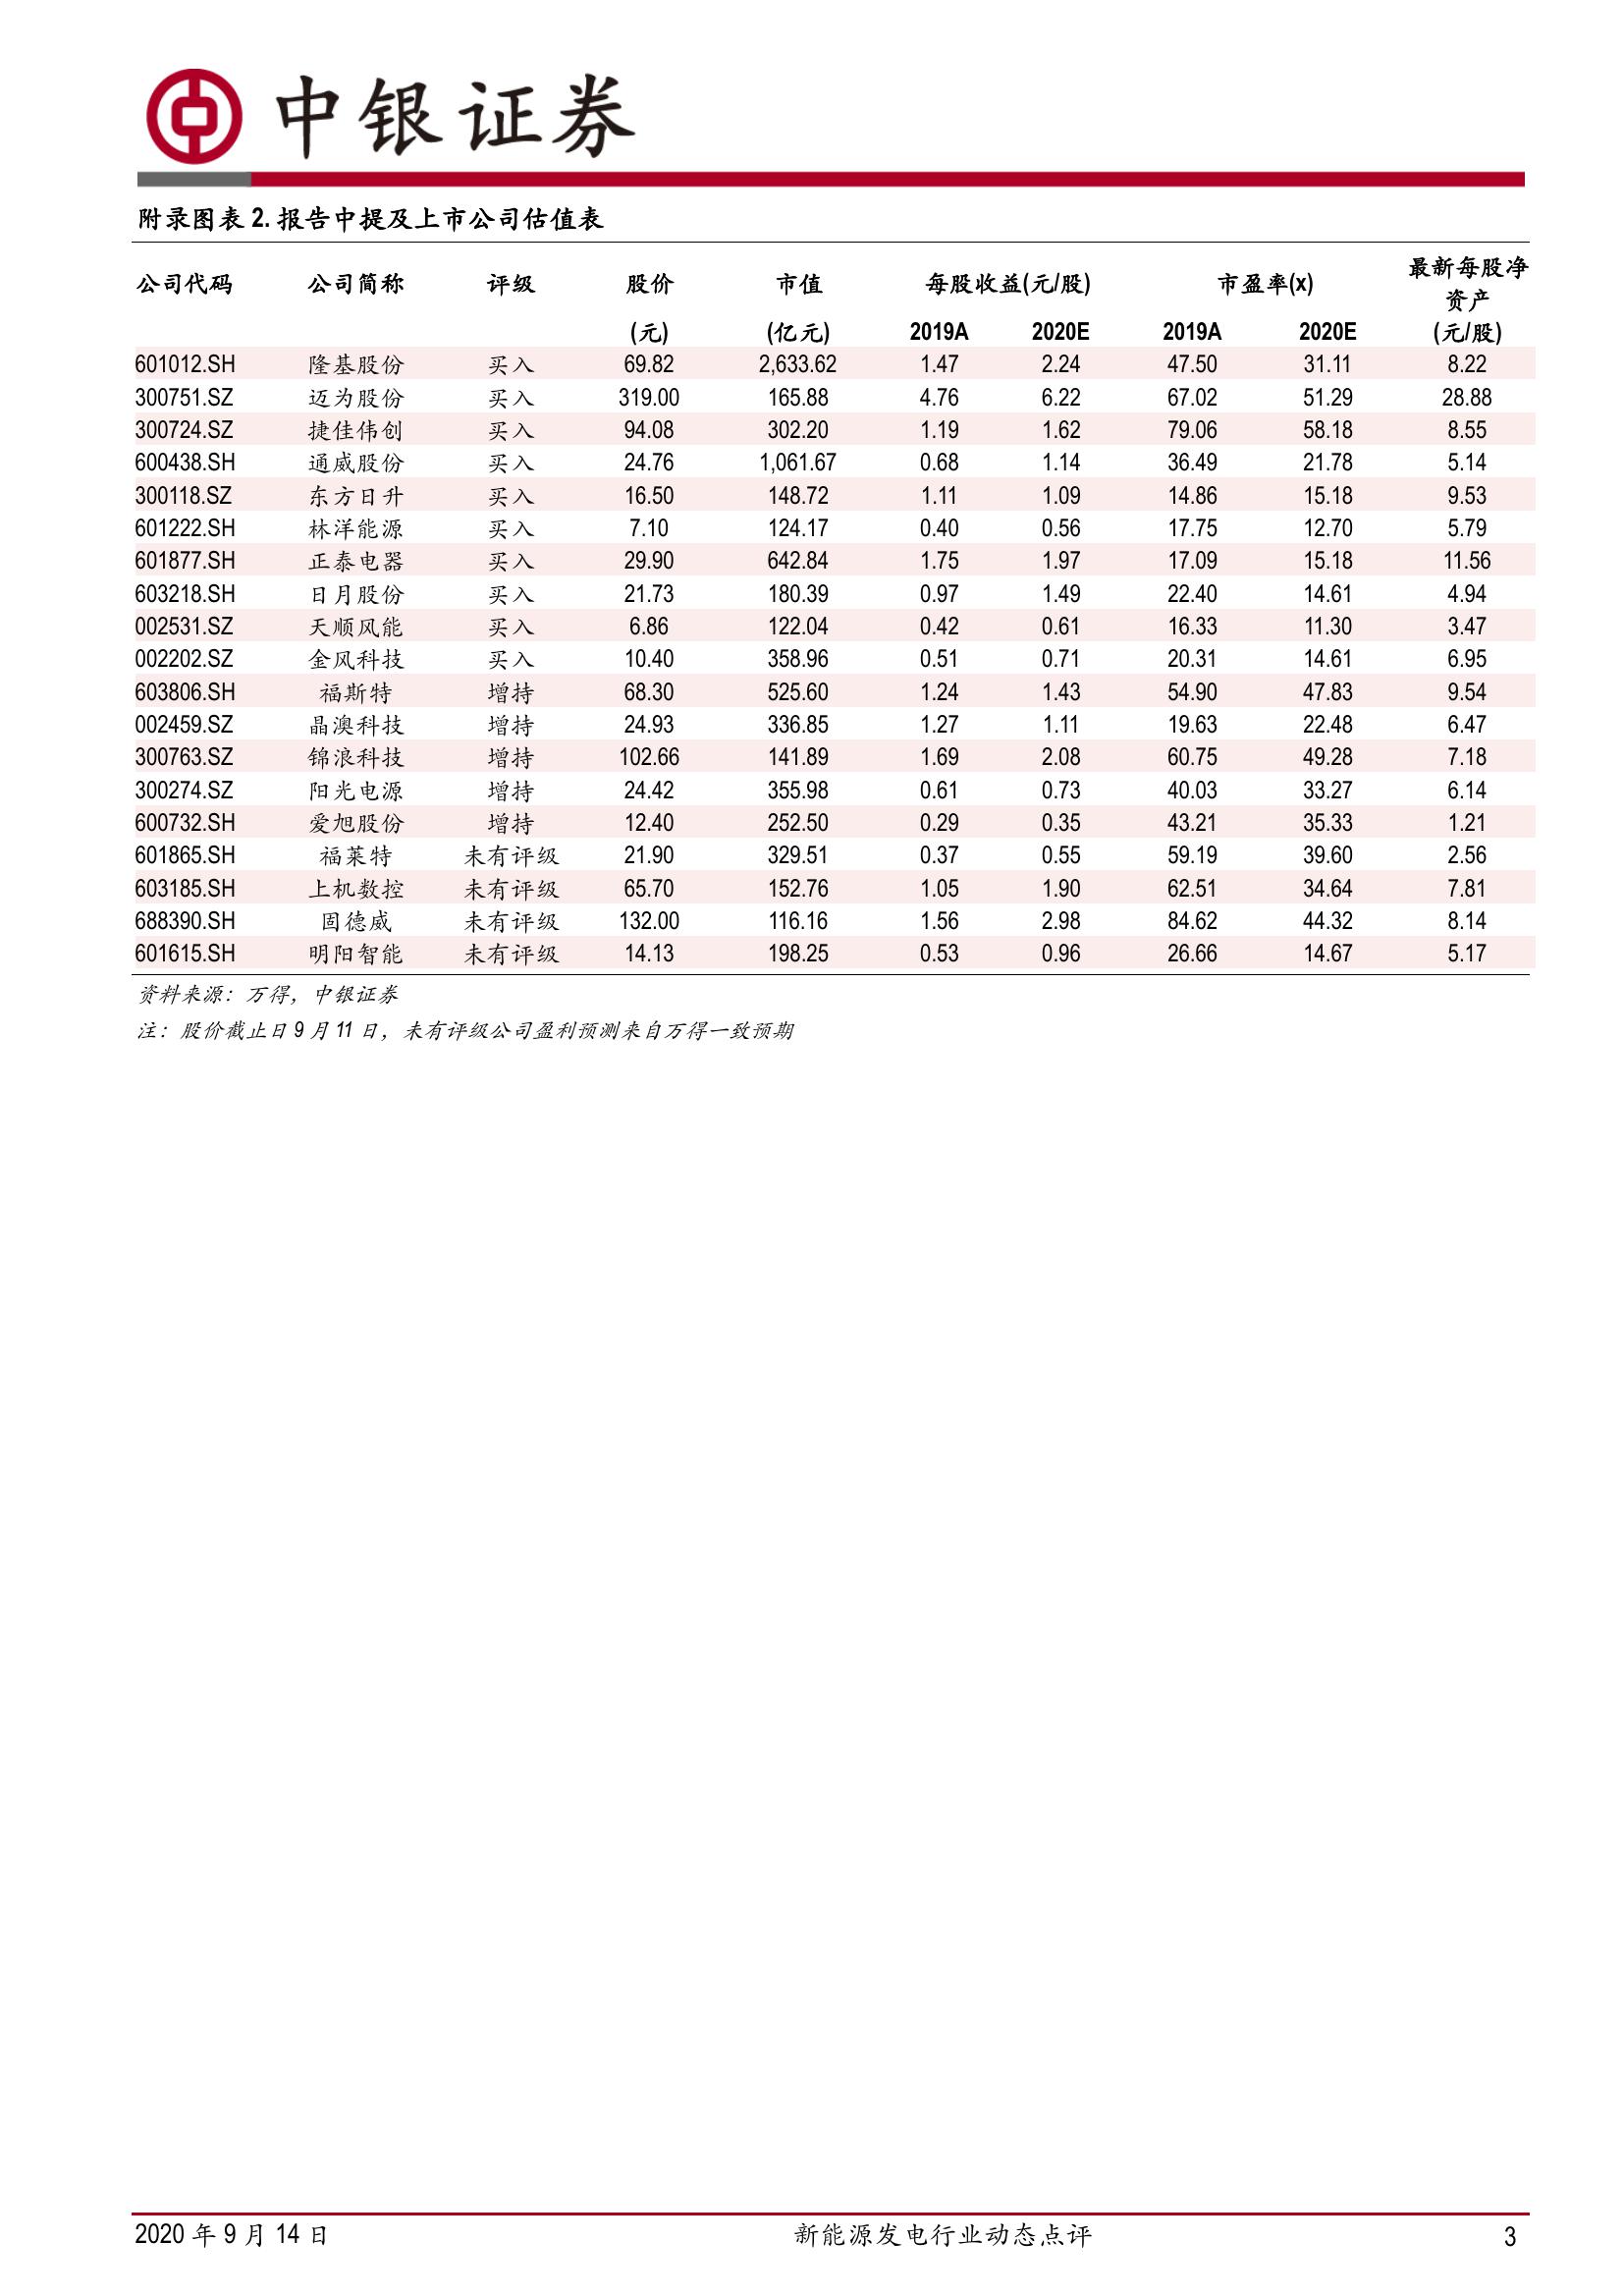 中银证券
附录图表 2. 报告中提及上市公司估值表
公司代码 公司简称 评级 股价 市值 每股收益(元/股) 市盈率(x) 最新每股净
资产
(元) (亿元) 2019A 2020E 2019A 2020E (元/股)
601012.SH 隆基股份 买入 69.82 2,633.62 1.47 2.24 47.50 31.11 8.22
300751.SZ 迈为股份 买入 319.00 165.88 4.76 6.22 67.02 51.29 28.88
300724.SZ 捷佳伟创 买入 94.08 302.20 1.19 1.62 79.06 58.18 8.55
600438.SH 通威股份 买入 24.76 1,061.67 0.68 1.14 36.49 21.78 5.14
300118.SZ 东方日升 买入 16.50 148.72 1.11 1.09 14.86 15.18 9.53
601222.SH 林洋能源 买入 7.10 124.17 0.40 0.56 17.75 12.70 5.79
601877.SH 正泰电器 买入 29.90 642.84 1.75 1.97 17.09 15.18 11.56
603218.SH 日月股份 买入 21.73 180.39 0.97 1.49 22.40 14.61 4.94
002531.SZ 天顺风能 买入 6.86 122.04 0.42 0.61 16.33 11.30 3.47
002202.SZ 金风科技 买入 10.40 358.96 0.51 0.71 20.31 14.61 6.95
603806.SH 福斯特 增持 68.30 525.60 1.24 1.43 54.90 47.83 9.54
002459.SZ 晶澳科技 增持 24.93 336.85 1.27 1.11 19.63 22.48 6.47
300763.SZ 锦浪科技 增持 102.66 141.89 1.69 2.08 60.75 49.28 7.18
300274.SZ 阳光电源 增持 24.42 355.98 0.61 0.73 40.03 33.27 6.14
600732.SH 爱旭股份 增持 12.40 252.50 0.29 0.35 43.21 35.33 1.21
601865.SH 福莱特 未有评级 21.90 329.51 0.37 0.55 59.19 39.60 2.56
603185.SH 上机数控 未有评级 65.70 152.76 1.05 1.90 62.51 34.64 7.81
688390.SH 固德威 未有评级 132.00 116.16 1.56 2.98 84.62 44.32 8.14
601615.SH 明阳智能 未有评级 14.13 198.25 0.53 0.96 26.66 14.67 5.17
资料来源：万得，中银证券
注：股价截止日 9 月 11 日，未有评级公司盈利预测来自万得一致预期
2020 年 9 月 14 日 新能源发电行业动态点评 3